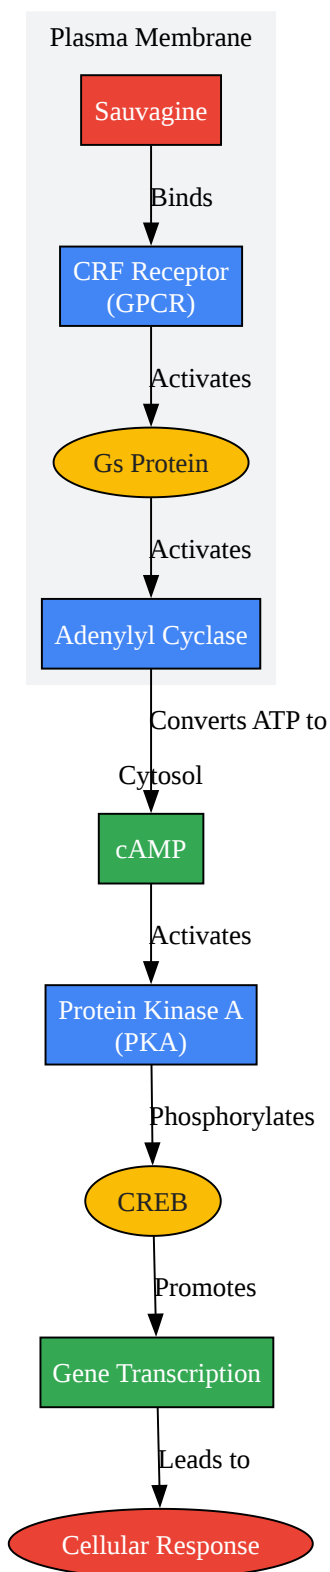 Plasma Membrane
Sauvagine
Binds
CRF Receptor
(GPCR)
Activates
Gs Protein
Activates
Adenylyl Cyclase
Converts ATP to
Cytosol
cAMP
Activates
Protein Kinase A
(PKA)
Phosphorylates
CREB
Promotes
Gene Transcription
Leads to
Cellular Response